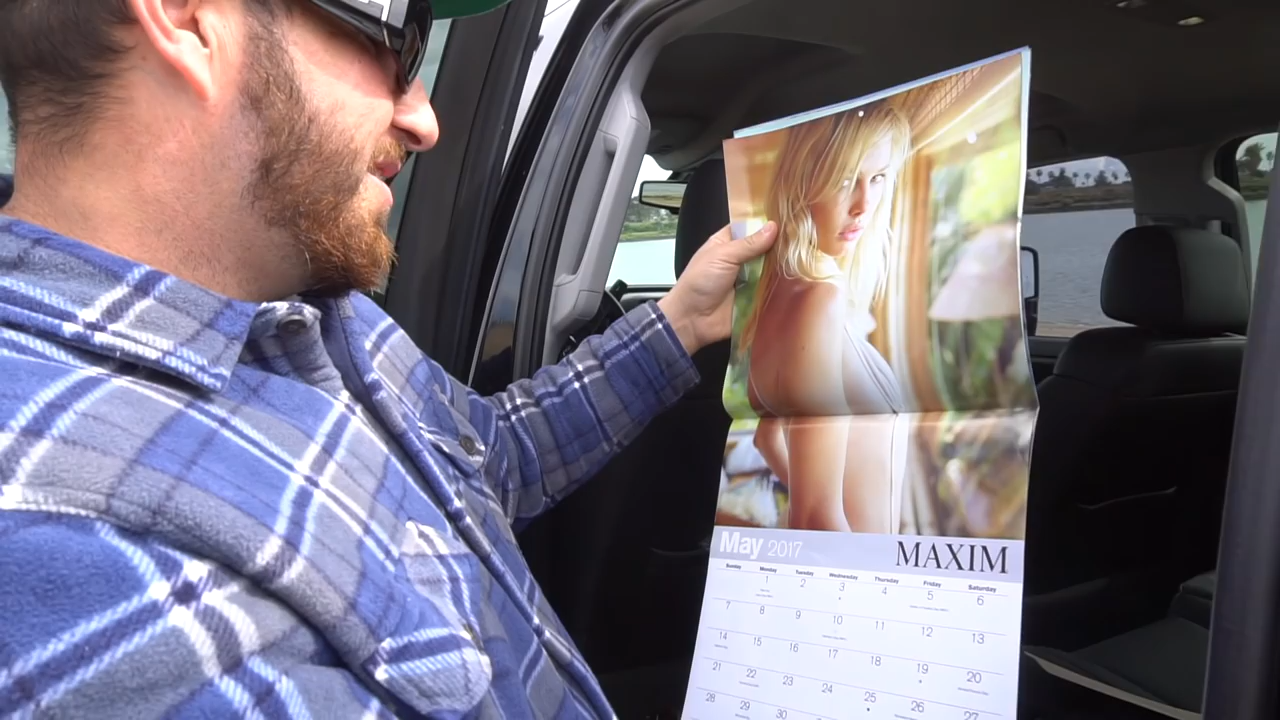 May 2017 MAXIM
Sunday Monday Tuesday Wednesday Thursday Friday Saturday
1 2 3 4 5 6
7 8 9 10 11 12 13
14 15 16 17 18 19 20
21 22 23 24 25 26 27
28 29 30